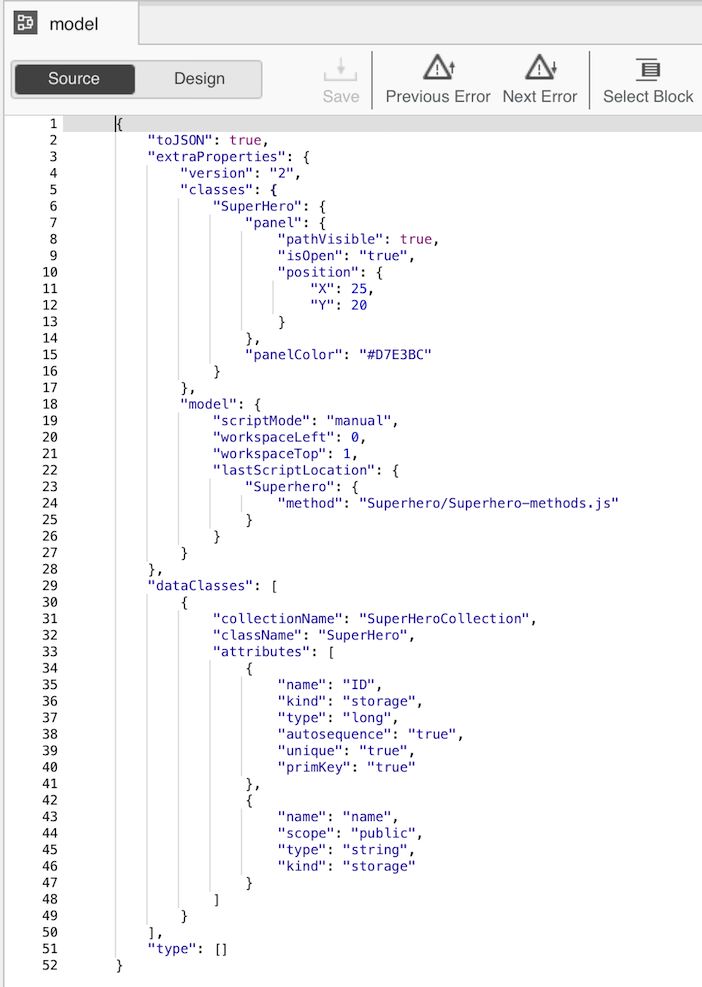 model
Source Design Save Previous Error Next Error Select Block
1 {
2 "toJSON": true,
3 "extraProperties": {
4 "version": "2",
5 "classes": {
6 "SuperHero": {
7 "panel": {
8 "pathVisible": true,
9 "isOpen": "true",
10 "position": {
11 "X": 25,
12 "Y": 20
13 }
14 },
15 "panelColor": "#D7E3BC"
16 }
17 },
18 "model": {
19 "scriptMode": "manual",
20 "workspaceLeft": 0,
21 "workspaceTop": 1,
22 "lastScriptLocation": {
23 "Superhero": {
24 "method": "Superhero/Superhero-methods.js"
25 }
26 }
27 }
28 },
29 "dataClasses": [
30 {
31 "collectionName": "SuperHeroCollection",
32 "className": "SuperHero",
33 "attributes": [
34 {
35 "name": "ID",
36 "kind": "storage",
37 "type": "long",
38 "autosequence": "true",
39 "unique": "true",
40 "primKey": "true"
41 },
42 {
43 "name": "name",
44 "scope": "public",
45 "type": "string",
46 "kind": "storage"
47 }
48 ]
49 }
50 ],
51 "type": []
52 }